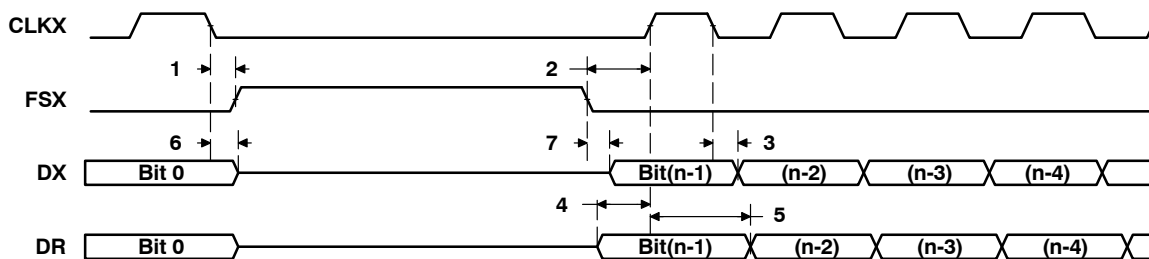 CLKX
1 2
FSX
6 7 3
DX Bit 0 Bit(n-1) (n-2) (n-3) (n-4)
4 5
DR Bit 0 Bit(n-1) (n-2) (n-3) (n-4)